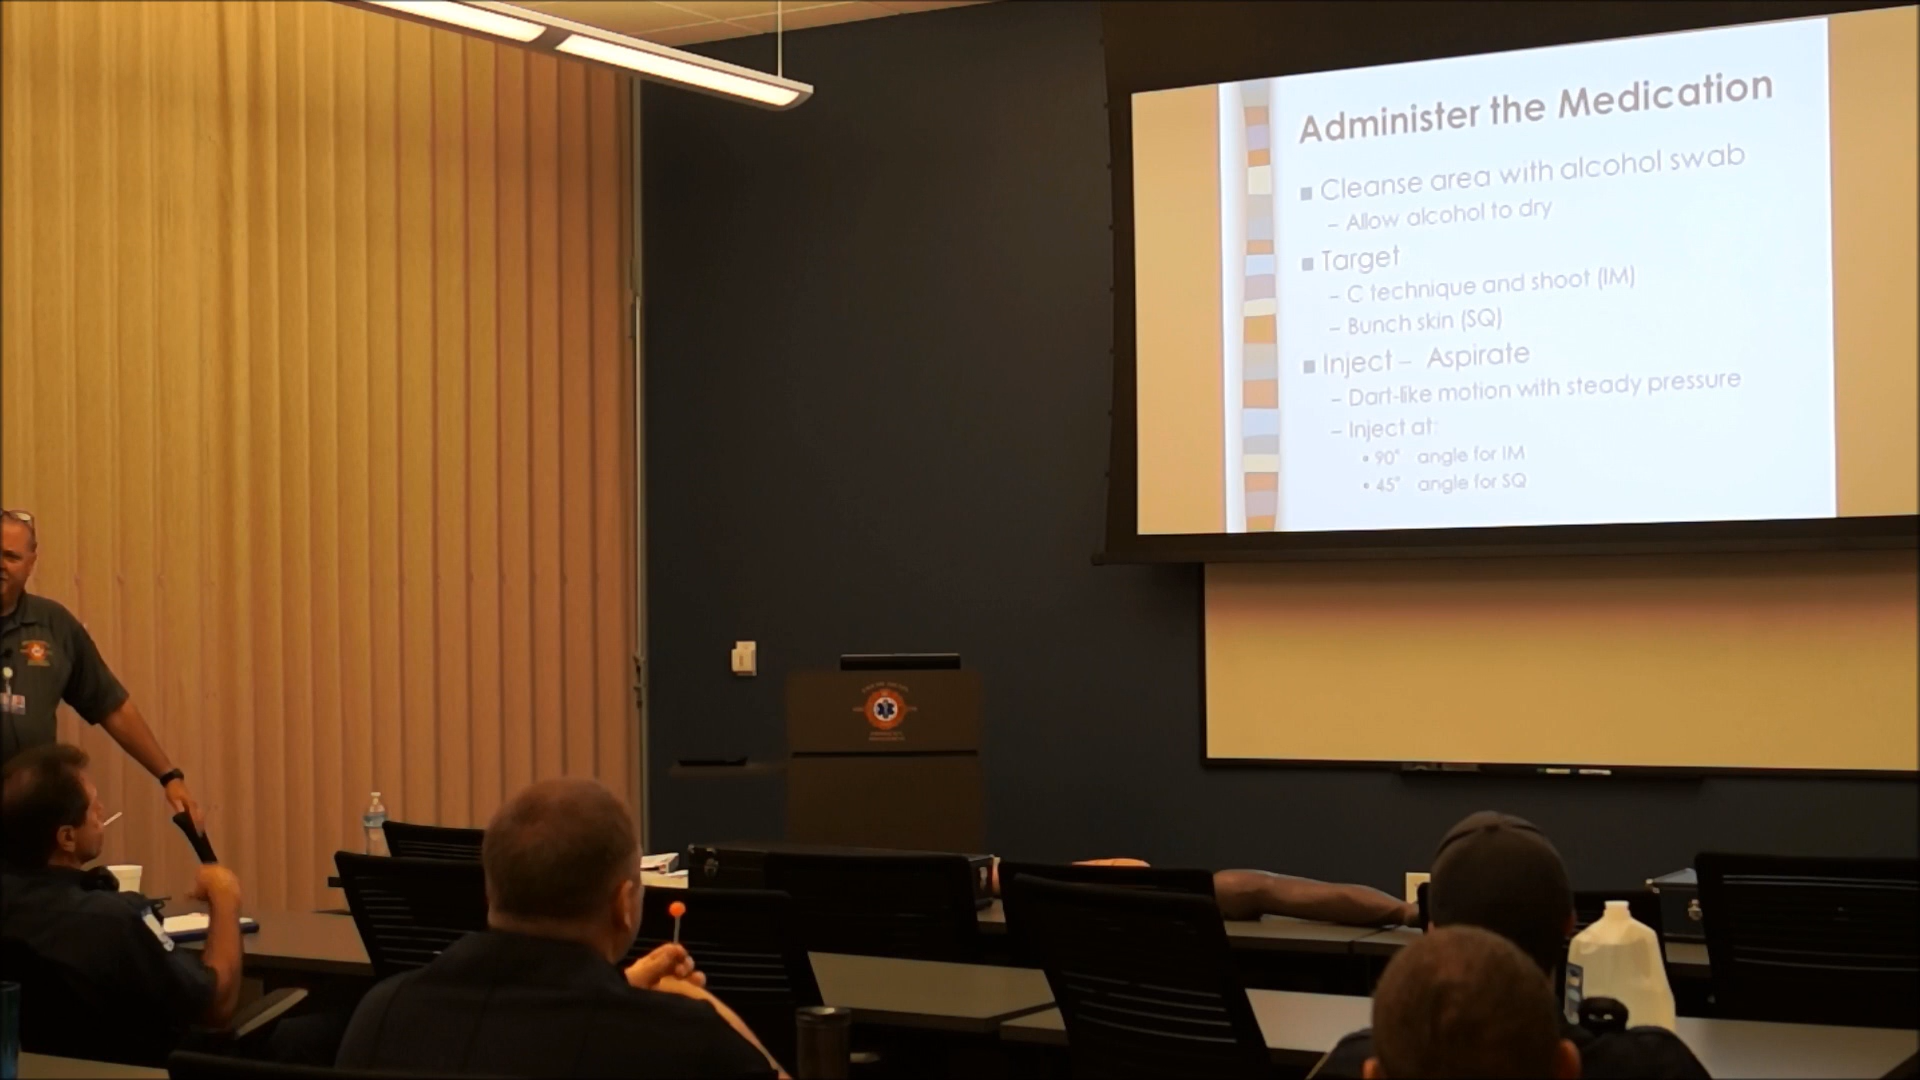 Administer the Medication
■ Cleanse area with alcohol swab
– Allow alcohol to dry
■ Target
– C technique and shoot (IM)
– Bunch skin (SQ)
■ Inject – Aspirate
– Dart-like motion with steady pressure
– Inject at:
• 90° angle for IM
• 45° angle for SQ